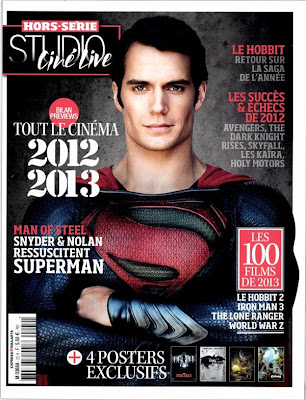 HORS-SÉRIE
STUDIO
Ciné Live
LE HOBBIT
RETOUR SUR
LA SAGA
DE L'ANNÉE
LES SUCCÈS
& ÉCHECS
DE 2012
AVENGERS, THE
DARK KNIGHT
RISES, SKYFALL,
LES KAÏRA,
HOLY MOTORS
BILAN
PREVIEWS
TOUT LE CINÉMA
2012
2013
MAN OF STEEL
SNYDER & NOLAN
RESSUSCITENT
SUPERMAN
LES
100
FILMS
DE 2013
LE HOBBIT 2
IRON MAN 3
THE LONE RANGER
WORLD WAR Z
+ 4 POSTERS
EXCLUSIFS